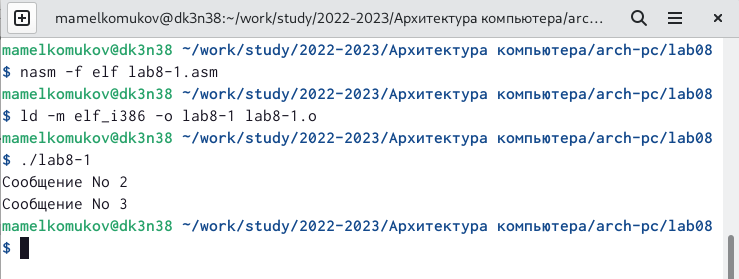 mamelkomukov@dk3n38:~/work/study/2022-2023/Архитектура компьютера/arc...
mamelkomukov@dk3n38 ~/work/study/2022-2023/Архитектура компьютера/arch-pc/lab08
$ nasm -f elf lab8-1.asm
mamelkomukov@dk3n38 ~/work/study/2022-2023/Архитектура компьютера/arch-pc/lab08
$ ld -m elf_i386 -o lab8-1 lab8-1.o
mamelkomukov@dk3n38 ~/work/study/2022-2023/Архитектура компьютера/arch-pc/lab08
$ ./lab8-1
Сообщение No 2
Сообщение No 3
mamelkomukov@dk3n38 ~/work/study/2022-2023/Архитектура компьютера/arch-pc/lab08
$